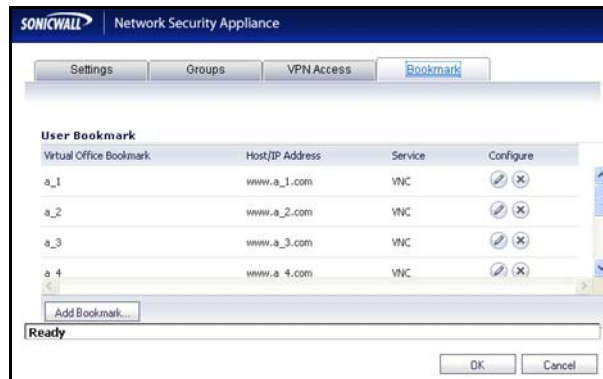 SONICWALL Network Security Appliance
Settings Groups VPN Access Bookmark
User Bookmark
Virtual Office Bookmark Host/IP Address Service Configure
a_1 www.a_1.com VNC
a_2 www.a_2.com VNC
a_3 www.a_3.com VNC
a_4 www.a_4.com VNC
Add Bookmark...
Ready
OK Cancel